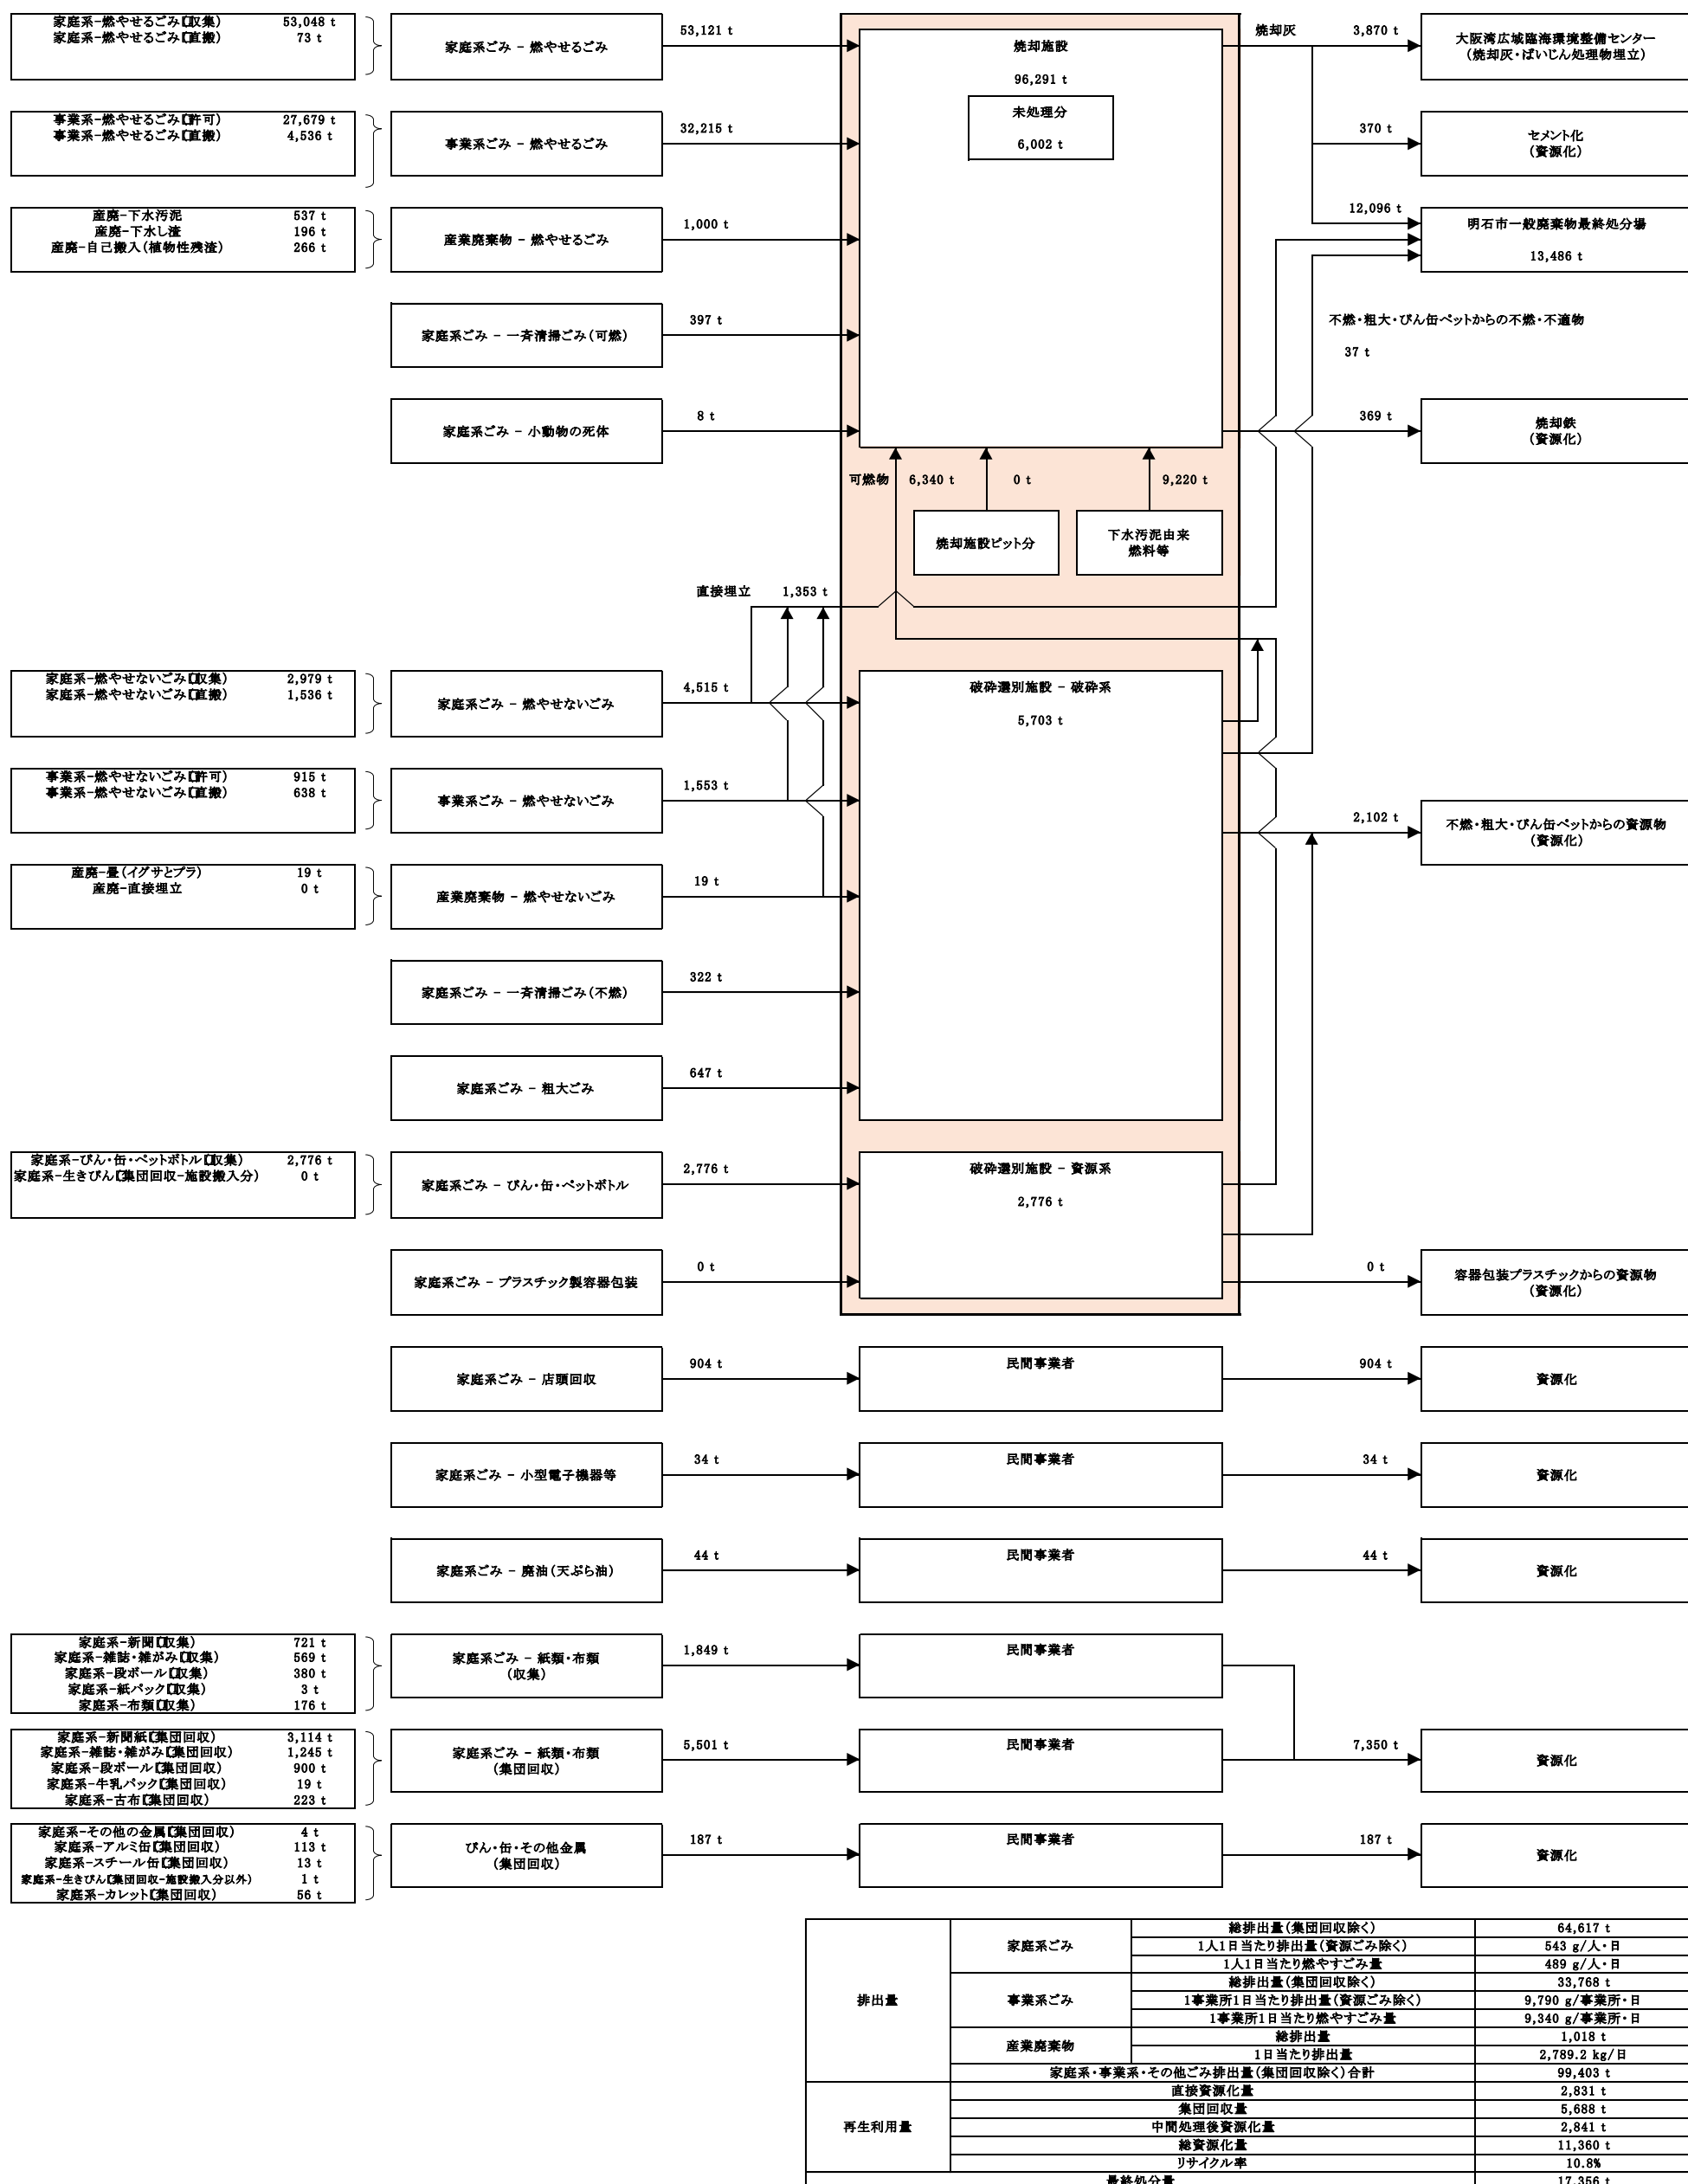 家庭系-燃やせるごみ【収集】 53,048 t
家庭系-燃やせるごみ【直搬】 73 t
家庭系ごみ - 燃やせるごみ
53,121 t
焼却施設
96,291 t
未処理分
6,002 t
焼却灰 3,870 t
大阪湾広域臨海環境整備センター
(焼却灰・ばいじん処理物埋立)
事業系-燃やせるごみ【許可】 27,679 t
事業系-燃やせるごみ【直搬】 4,536 t
事業系ごみ - 燃やせるごみ
32,215 t
370 t
セメント化
(資源化)
産廃-下水汚泥 537 t
産廃-下水し渣 196 t
産廃-自己搬入(植物性残渣) 266 t
産業廃棄物 - 燃やせるごみ
1,000 t
12,096 t
明石市一般廃棄物最終処分場
13,486 t
家庭系ごみ - 一斉清掃ごみ(可燃)
397 t
不燃・粗大・びん缶ペットからの不燃・不適物
37 t
家庭系ごみ - 小動物の死体
8 t
369 t
焼却鉄
(資源化)
可燃物 6,340 t
0 t
9,220 t
焼却施設ピット分
下水汚泥由来
燃料等
直接埋立 1,353 t
家庭系-燃やせないごみ【収集】 2,979 t
家庭系-燃やせないごみ【直搬】 1,536 t
家庭系ごみ - 燃やせないごみ
4,515 t
破砕選別施設 - 破砕系
5,703 t
事業系-燃やせないごみ【許可】 915 t
事業系-燃やせないごみ【直搬】 638 t
事業系ごみ - 燃やせないごみ
1,553 t
2,102 t
不燃・粗大・びん缶ペットからの資源物
(資源化)
産廃-畳(イグサとプラ) 19 t
産廃-直接埋立 0 t
産業廃棄物 - 燃やせないごみ
19 t
家庭系ごみ - 一斉清掃ごみ(不燃)
322 t
家庭系ごみ - 粗大ごみ
647 t
家庭系-びん・缶・ペットボトル【収集】 2,776 t
家庭系-生きびん【集団回収-施設搬入分】 0 t
家庭系ごみ - びん・缶・ペットボトル
2,776 t
破砕選別施設 - 資源系
2,776 t
家庭系ごみ - プラスチック製容器包装
0 t
0 t
容器包装プラスチックからの資源物
(資源化)
家庭系ごみ - 店頭回収
904 t
民間事業者
904 t
資源化
家庭系ごみ - 小型電子機器等
34 t
民間事業者
34 t
資源化
家庭系ごみ - 廃油(天ぷら油)
44 t
民間事業者
44 t
資源化
家庭系-新聞【収集】 721 t
家庭系-雑誌・雑がみ【収集】 569 t
家庭系-段ボール【収集】 380 t
家庭系-紙パック【収集】 3 t
家庭系-布類【収集】 176 t
家庭系ごみ - 紙類・布類
(収集)
1,849 t
民間事業者
家庭系-新聞紙【集団回収】 3,114 t
家庭系-雑誌・雑がみ【集団回収】 1,245 t
家庭系-段ボール【集団回収】 900 t
家庭系-牛乳パック【集団回収】 19 t
家庭系-古布【集団回収】 223 t
家庭系ごみ - 紙類・布類
(集団回収)
5,501 t
民間事業者
7,350 t
資源化
家庭系-その他の金属【集団回収】 4 t
家庭系-アルミ缶【集団回収】 113 t
家庭系-スチール缶【集団回収】 13 t
家庭系-生きびん【集団回収-施設搬入分以外】 1 t
家庭系-カレット【集団回収】 56 t
びん・缶・その他金属
(集団回収)
187 t
民間事業者
187 t
資源化
排出量
家庭系ごみ
総排出量(集団回収除く) 64,617 t
1人1日当たり排出量(資源ごみ除く) 543 g/人・日
1人1日当たり燃やすごみ量 489 g/人・日
事業系ごみ
総排出量(集団回収除く) 33,768 t
1事業所1日当たり排出量(資源ごみ除く) 9,790 g/事業所・日
1事業所1日当たり燃やすごみ量 9,340 g/事業所・日
産業廃棄物
総排出量 1,018 t
1日当たり排出量 2,789.2 kg/日
家庭系・事業系・その他ごみ排出量(集団回収除く)合計 99,403 t
再生利用量
直接資源化量 2,831 t
集団回収量 5,688 t
中間処理後資源化量 2,841 t
総資源化量 11,360 t
リサイクル率 10.8%
最終処分量 17,356 t